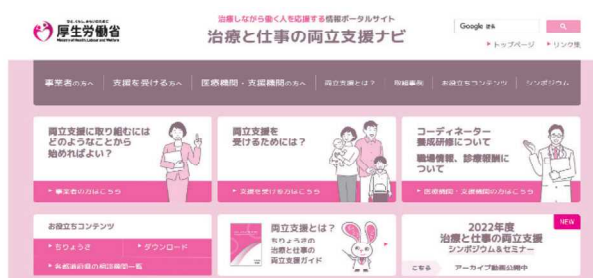 厚生労働省
Ministry of Health, Labour and Welfare
治療しながら働く人を応援する情報ポータルサイト
治療と仕事の両立支援ナビ
Google
トップページ
リンク集
事業者の方へ
支援を受ける方へ
医療機関・支援機関の方へ
両立支援とは？
取組事例
お役立ちコンテンツ
シンポジウム
両立支援に取り組むには
どのようなことから
始めればよい？
事業者の方はこちら
両立支援を
受けるためには？
支援を受ける方はこちら
コーディネーター
養成研修について
職場情報、診療報酬に
ついて
医療機関・支援機関の方はこちら
お役立ちコンテンツ
ちりょうさ
ダウンロード
両立支援とは？
ちりょうさの
治療と仕事の
両立支援ガイド
NEW
2022年度
治療と仕事の両立支援
シンポジウム&セミナー
アーカイブ動画公開中